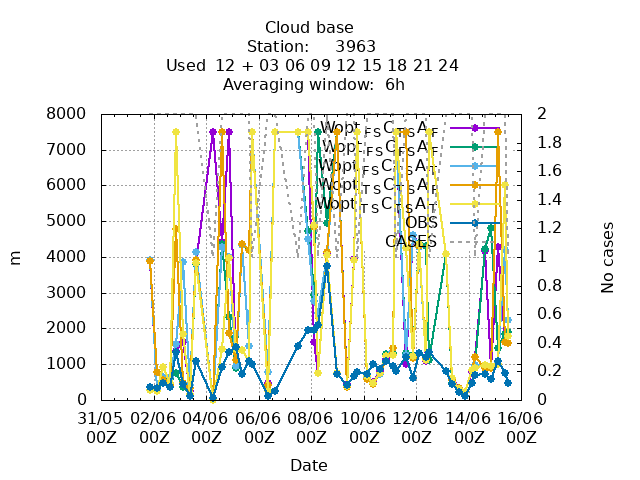 Cloud base
Station: 3963
Used 12 + 03 06 09 12 15 18 21 24
Averaging window: 6h
8000
7000
6000
5000
4000
3000
2000
1000
0
m
2
1.8
1.6
1.4
1.2
1
0.8
0.6
0.4
0.2
0
No cases
OBS
CASES
31/05 02/06 04/06 06/06 08/06 10/06 12/06 14/06 16/06
00Z 00Z 00Z 00Z 00Z 00Z 00Z 00Z 00Z
Date